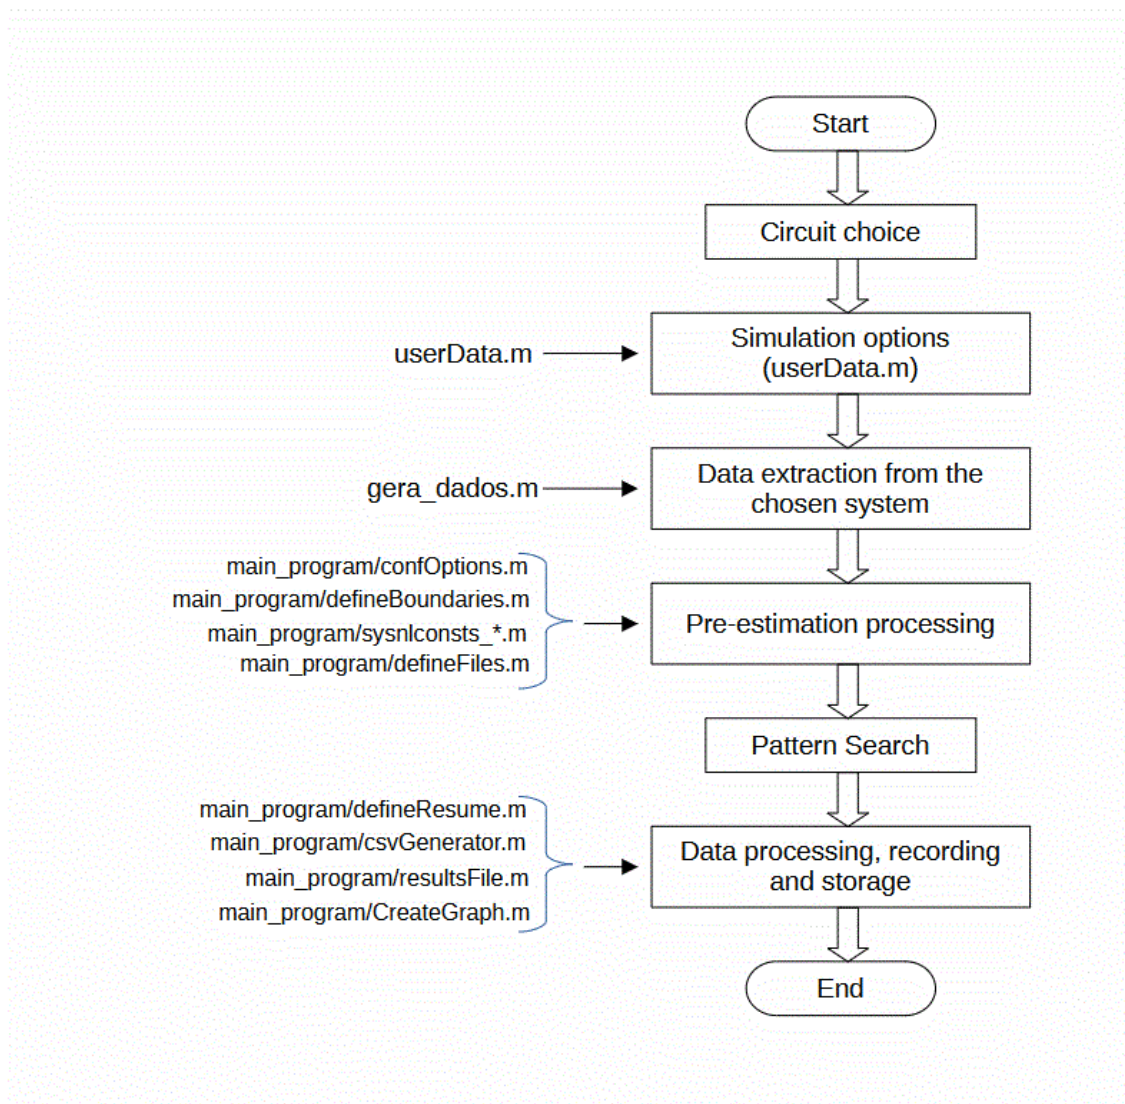 Start
Circuit choice
userData.m
Simulation options
(userData.m)
gera_dados.m
Data extraction from the
chosen system
main_program/confOptions.m
main_program/defineBoundaries.m
main_program/sysnlconsts_*.m
main_program/defineFiles.m
Pre-estimation processing
Pattern Search
main_program/defineResume.m
main_program/csvGenerator.m
main_program/resultsFile.m
main_program/CreateGraph.m
Data processing, recording
and storage
End